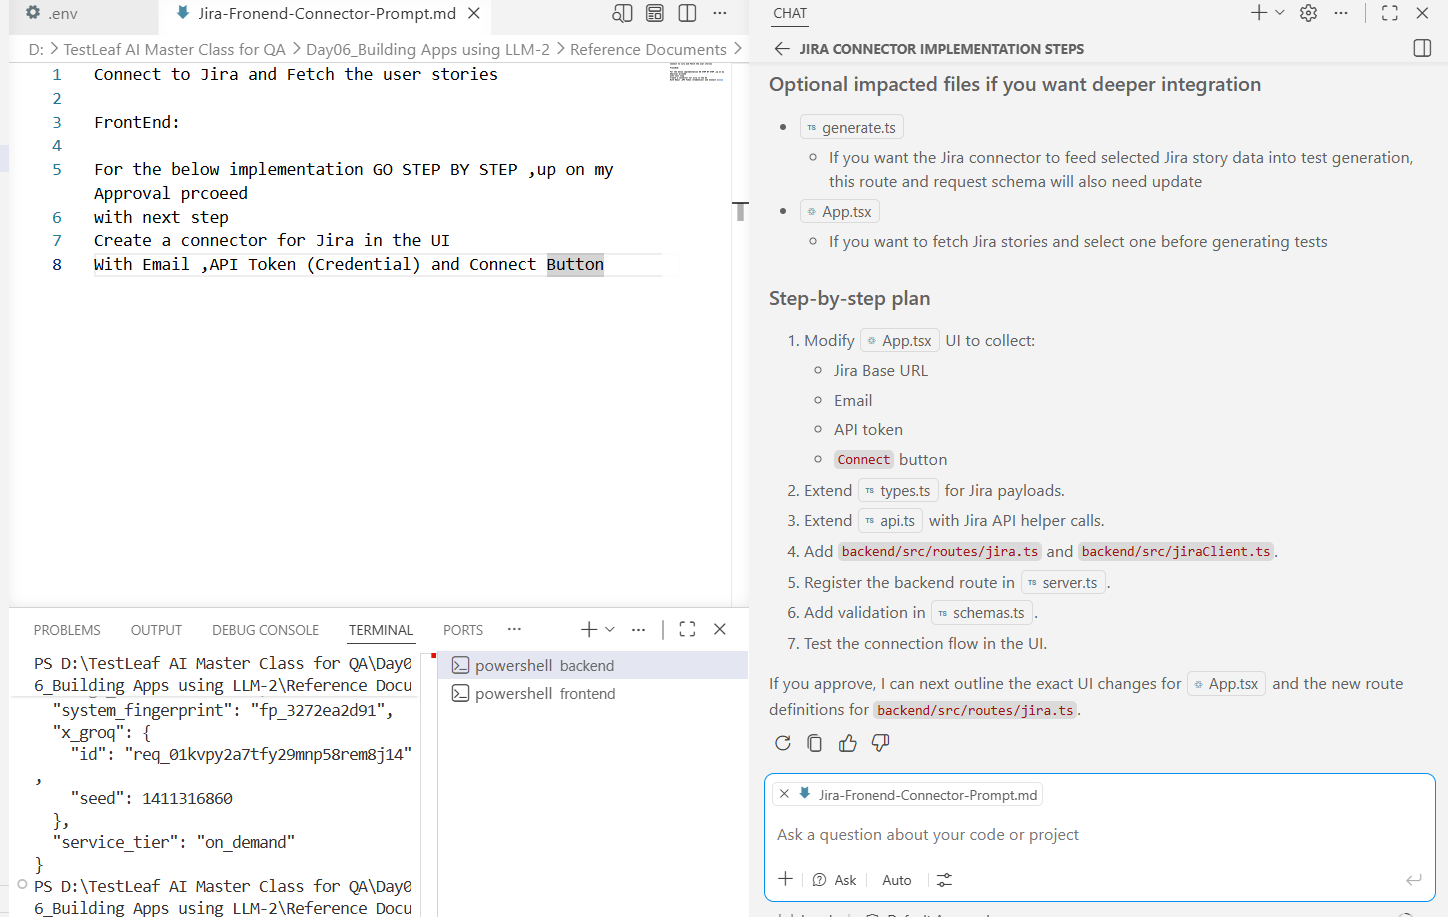 .env
Jira-Fronend-Connector-Prompt.md
D: > TestLeaf AI Master Class for QA > Day06_Building Apps using LLM-2 > Reference Documents >
1 Connect to Jira and Fetch the user stories
2
3 FrontEnd:
4
5 For the below implementation GO STEP BY STEP ,up on my
Approval prcoeed
6 with next step
7 Create a connector for Jira in the UI
8 With Email ,API Token (Credential) and Connect Button
PROBLEMS OUTPUT DEBUG CONSOLE TERMINAL PORTS
PS D:\TestLeaf AI Master Class for QA\Day0
6_Building Apps using LLM-2\Reference Docu
"system_fingerprint": "fp_3272ea2d91",
"x_groq": {
"id": "req_01kvpy2a7tfy29mnp58rem8j14"
,
"seed": 1411316860
},
"service_tier": "on_demand"
}
PS D:\TestLeaf AI Master Class for QA\Day0
6_Building Apps using LLM-2\Reference Docu
powershell backend
powershell frontend
CHAT
JIRA CONNECTOR IMPLEMENTATION STEPS
Optional impacted files if you want deeper integration
TS generate.ts
If you want the Jira connector to feed selected Jira story data into test generation,
this route and request schema will also need update
App.tsx
If you want to fetch Jira stories and select one before generating tests
Step-by-step plan
1. Modify App.tsx UI to collect:
Jira Base URL
Email
API token
Connect button
2. Extend TS types.ts for Jira payloads.
3. Extend TS api.ts with Jira API helper calls.
4. Add backend/src/routes/jira.ts and backend/src/jiraClient.ts.
5. Register the backend route in TS server.ts.
6. Add validation in TS schemas.ts.
7. Test the connection flow in the UI.
If you approve, I can next outline the exact UI changes for App.tsx and the new route
definitions for backend/src/routes/jira.ts.
Jira-Fronend-Connector-Prompt.md
Ask a question about your code or project
Ask Auto